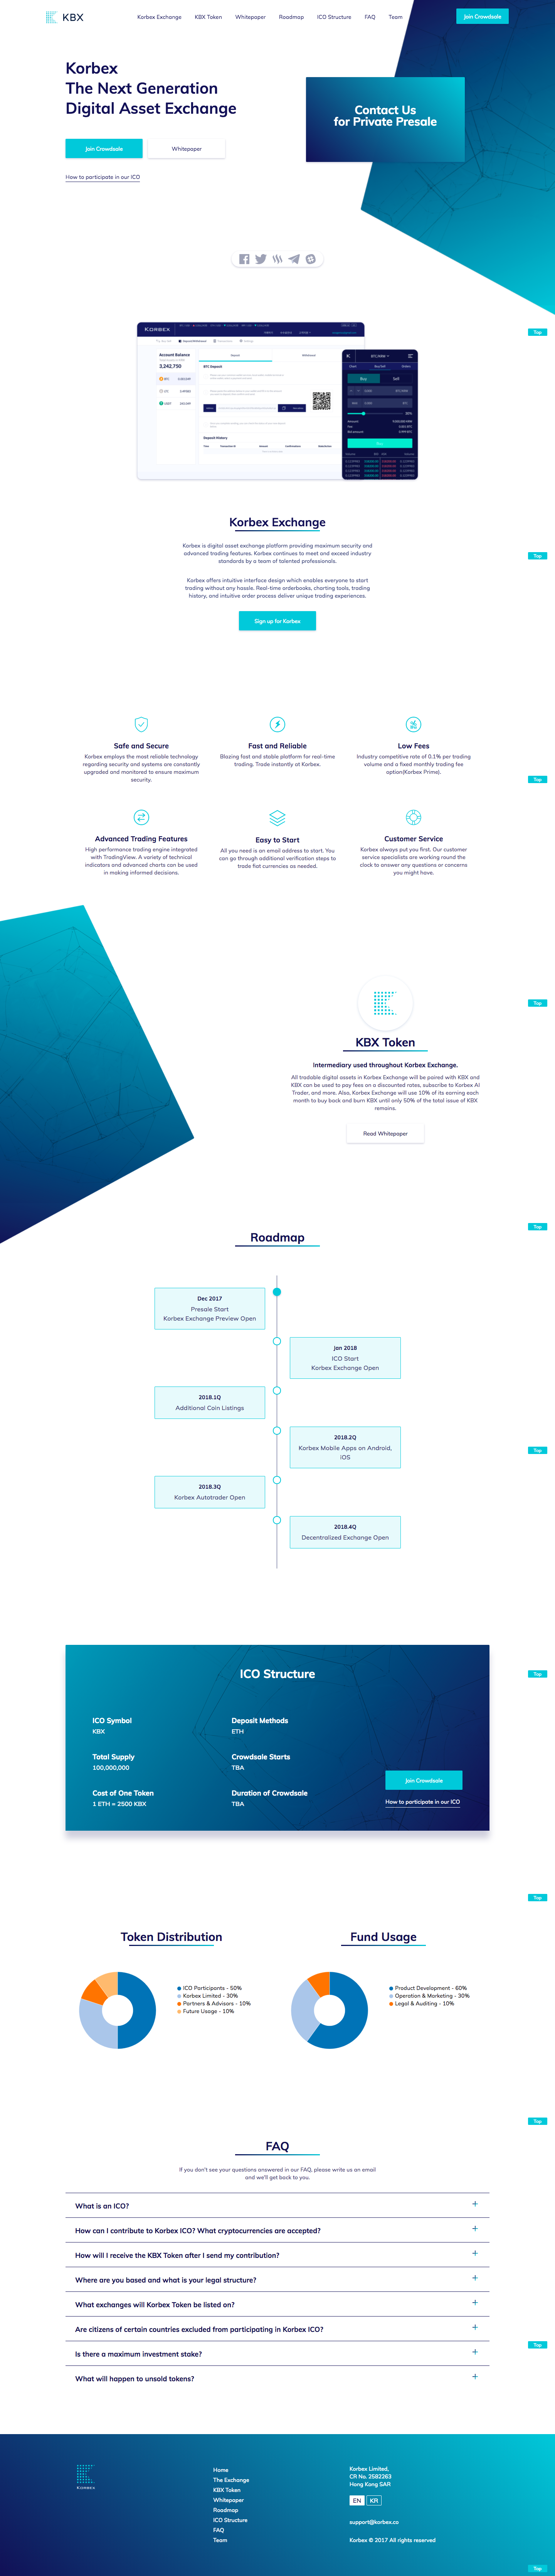 KBX
Korbex Exchange
KBX Token
Whitepaper
Roadmap
ICO Structure
FAQ
Team
Join Crowdsale
Korbex
The Next Generation
Digital Asset Exchange
Contact Us
for Private Presale
Join Crowdsale
Whitepaper
How to participate in our ICO
Top
KORBEX
Account Balance
3,242,750
Deposit
Withdrawal
BTC Deposit
Deposit History
Buy
Sell
Korbex Exchange
Korbex is digital asset exchange platform providing maximum security and
advanced trading features. Korbex continues to meet and exceed industry
standards by a team of talented professionals.
Top
Korbex offers intuitive interface design which enables everyone to start
trading without any hassle. Real-time orderbooks, charting tools, trading
history, and intuitive order process deliver unique trading experiences.
Sign up for Korbex
Safe and Secure
Korbex employs the most reliable technology
regarding security and systems are constantly
upgraded and monitored to ensure maximum
security.
Fast and Reliable
Blazing fast and stable platform for real-time
trading. Trade instantly at Korbex.
Low Fees
Industry competitive rate of 0.1% per trading
volume and a fixed monthly trading fee
option(Korbex Prime).
Top
Advanced Trading Features
High performance trading engine integrated
with TradingView. A variety of technical
indicators and advanced charts can be used
in making informed decisions.
Easy to Start
All you need is an email address to start. You
can go through additional verification steps to
trade fiat currencies as needed.
Customer Service
Korbex always put you first. Our customer
service specialists are working round the
clock to answer any questions or concerns
you might have.
Top
KBX Token
Intermediary used throughout Korbex Exchange.
All tradable digital assets in Korbex Exchange will be paired with KBX and
KBX can be used to pay fees on a discounted rates, subscribe to Korbex AI
Trader, and more. Also, Korbex Exchange will use 10% of its earning each
month to buy back and burn KBX until only 50% of the total issue of KBX
remains.
Read Whitepaper
Top
Roadmap
Dec 2017
Presale Start
Korbex Exchange Preview Open
Jan 2018
ICO Start
Korbex Exchange Open
2018.1Q
Additional Coin Listings
2018.2Q
Korbex Mobile Apps on Android,
iOS
Top
2018.3Q
Korbex Autotrader Open
2018.4Q
Decentralized Exchange Open
ICO Structure
Top
ICO Symbol
KBX
Deposit Methods
ETH
Total Supply
100,000,000
Crowdsale Starts
TBA
Cost of One Token
1 ETH = 2500 KBX
Duration of Crowdsale
TBA
Join Crowdsale
How to participate in our ICO
Top
Token Distribution
ICO Participants - 50%
Korbex Limited - 30%
Partners & Advisors - 10%
Future Usage - 10%
Fund Usage
Product Development - 60%
Operation & Marketing - 30%
Legal & Auditing - 10%
Top
FAQ
If you don't see your questions answered in our FAQ, please write us an email
and we'll get back to you.
What is an ICO?
How can I contribute to Korbex ICO? What cryptocurrencies are accepted?
How will I receive the KBX Token after I send my contribution?
Where are you based and what is your legal structure?
What exchanges will Korbex Token be listed on?
Are citizens of certain countries excluded from participating in Korbex ICO?
Top
Is there a maximum investment stake?
What will happen to unsold tokens?
Korbex
Home
The Exchange
KBX Token
Whitepaper
Roadmap
ICO Structure
FAQ
Team
Korbex Limited,
CR No. 2582263
Hong Kong SAR
EN
KR
support@korbex.co
Korbex © 2017 All rights reserved
Top